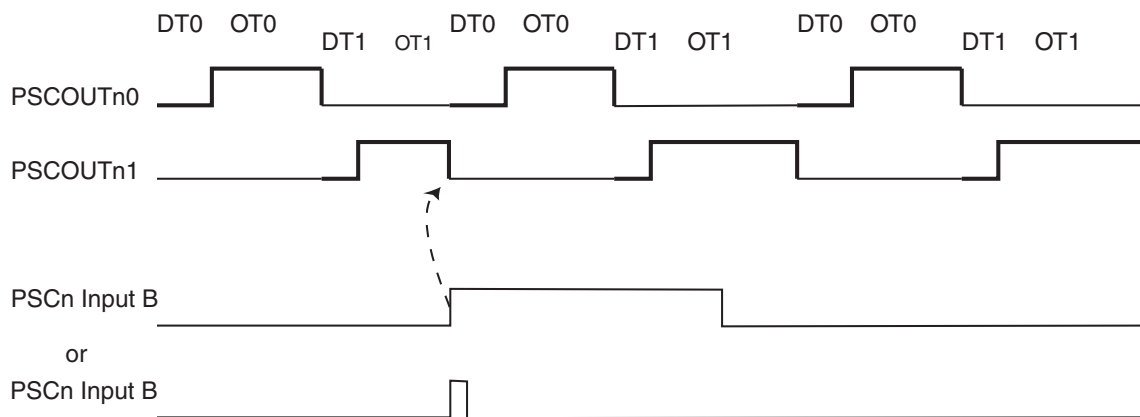 DT0 OT0 DT0 OT0 DT0 OT0
DT1 OT1 DT1 OT1 DT1 OT1
PSCOUTn0
PSCOUTn1
PSCn Input B
or
PSCn Input B